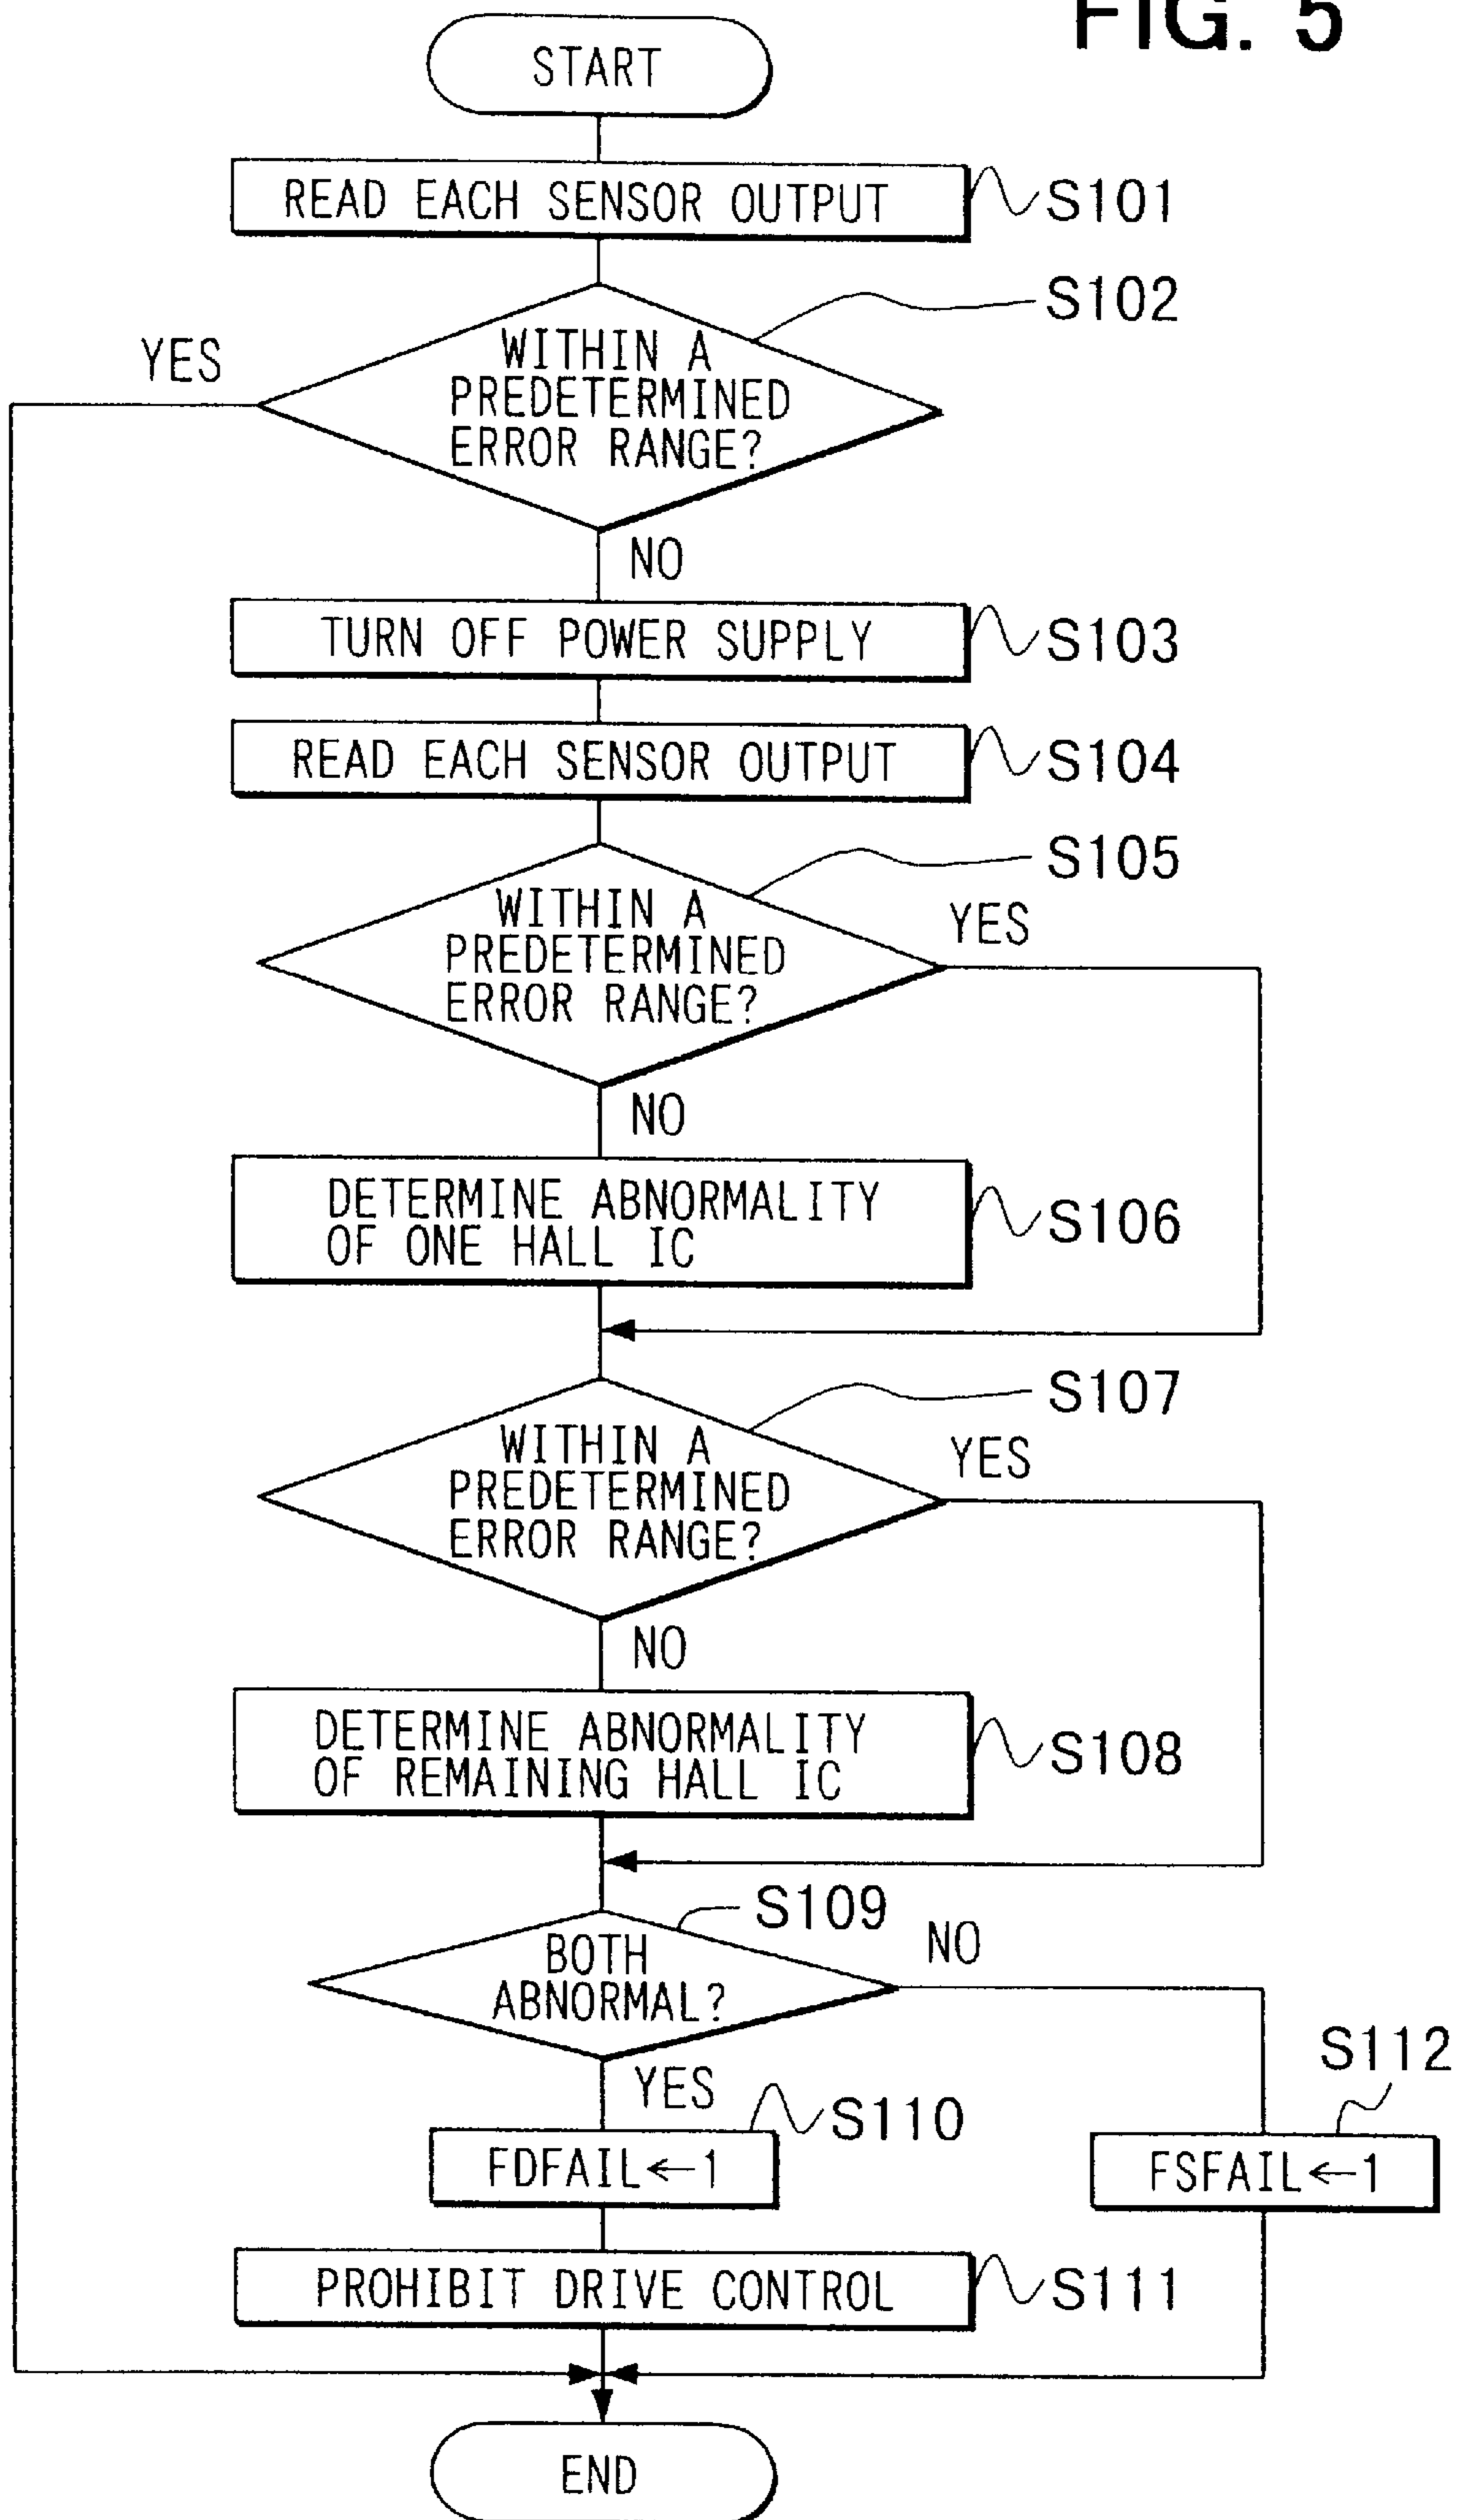 FIG. 5
START
READ EACH SENSOR OUTPUT
S101
S102
YES
WITHIN A
PREDETERMINED
ERROR RANGE?
NO
TURN OFF POWER SUPPLY
S103
READ EACH SENSOR OUTPUT
S104
S105
WITHIN A
PREDETERMINED
ERROR RANGE?
YES
NO
DETERMINE ABNORMALITY
OF ONE HALL IC
S106
S107
WITHIN A
PREDETERMINED
ERROR RANGE?
YES
NO
DETERMINE ABNORMALITY
OF REMAINING HALL IC
S108
S109
BOTH
ABNORMAL?
NO
YES
S110
S112
FDFAIL←1
FSFAIL←1
PROHIBIT DRIVE CONTROL
S111
END